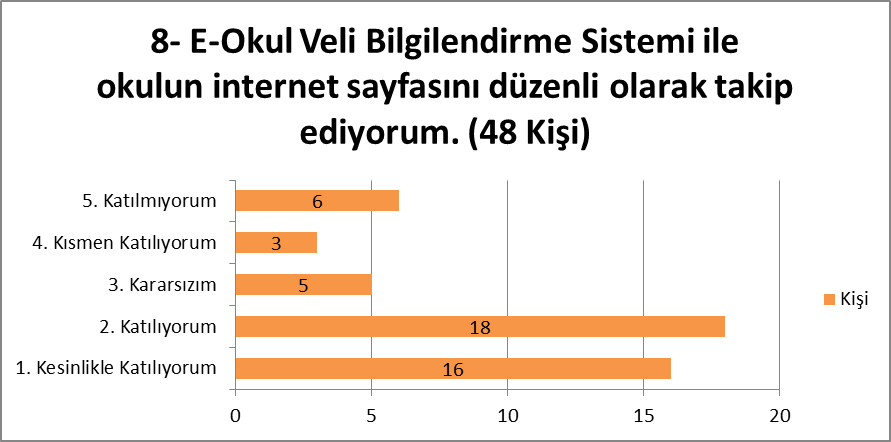 8- E-Okul Veli Bilgilendirme Sistemi ile
okulun internet sayfasını düzenli olarak takip
ediyorum. (48 Kişi)
5. Katılmıyorum
6
4. Kısmen Katılıyorum
3
3. Kararsızım
5
2. Katılıyorum
18
1. Kesinlikle Katılıyorum
16
Kişi
0 5 10 15 20